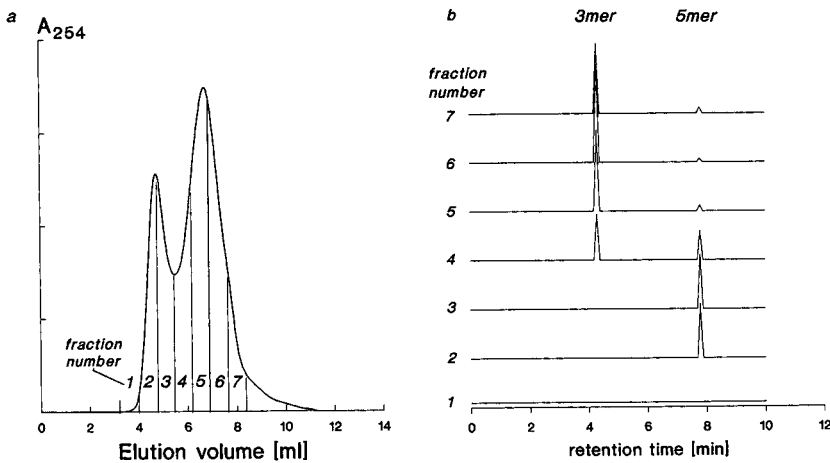 a
A254
fraction
number
1 2 3 4 5 6 7
0 2 4 6 8 10 12 14
Elution volume [ml]
b
3mer 5mer
fraction
number
7
6
5
4
3
2
1
0 2 4 6 8 10 12
retention time [min]